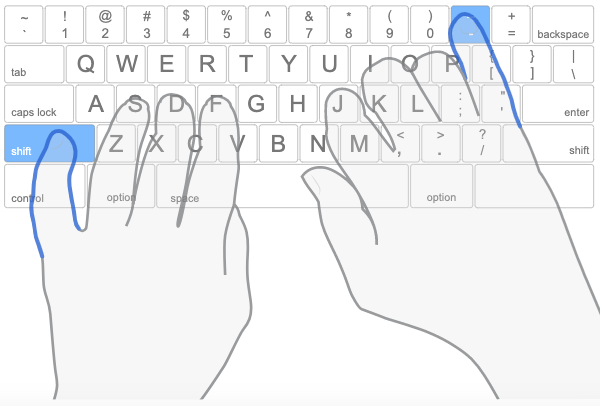 ~ ! @ # $ % ^ & * ( ) _ +
` 1 2 3 4 5 6 7 8 9 0 - = backspace
tab Q W E R T Y U I O P { [ } ] | \
caps lock A S D F G H J K L : ; " ' enter
shift Z X C V B N M < , > . ? / shift
control option space option